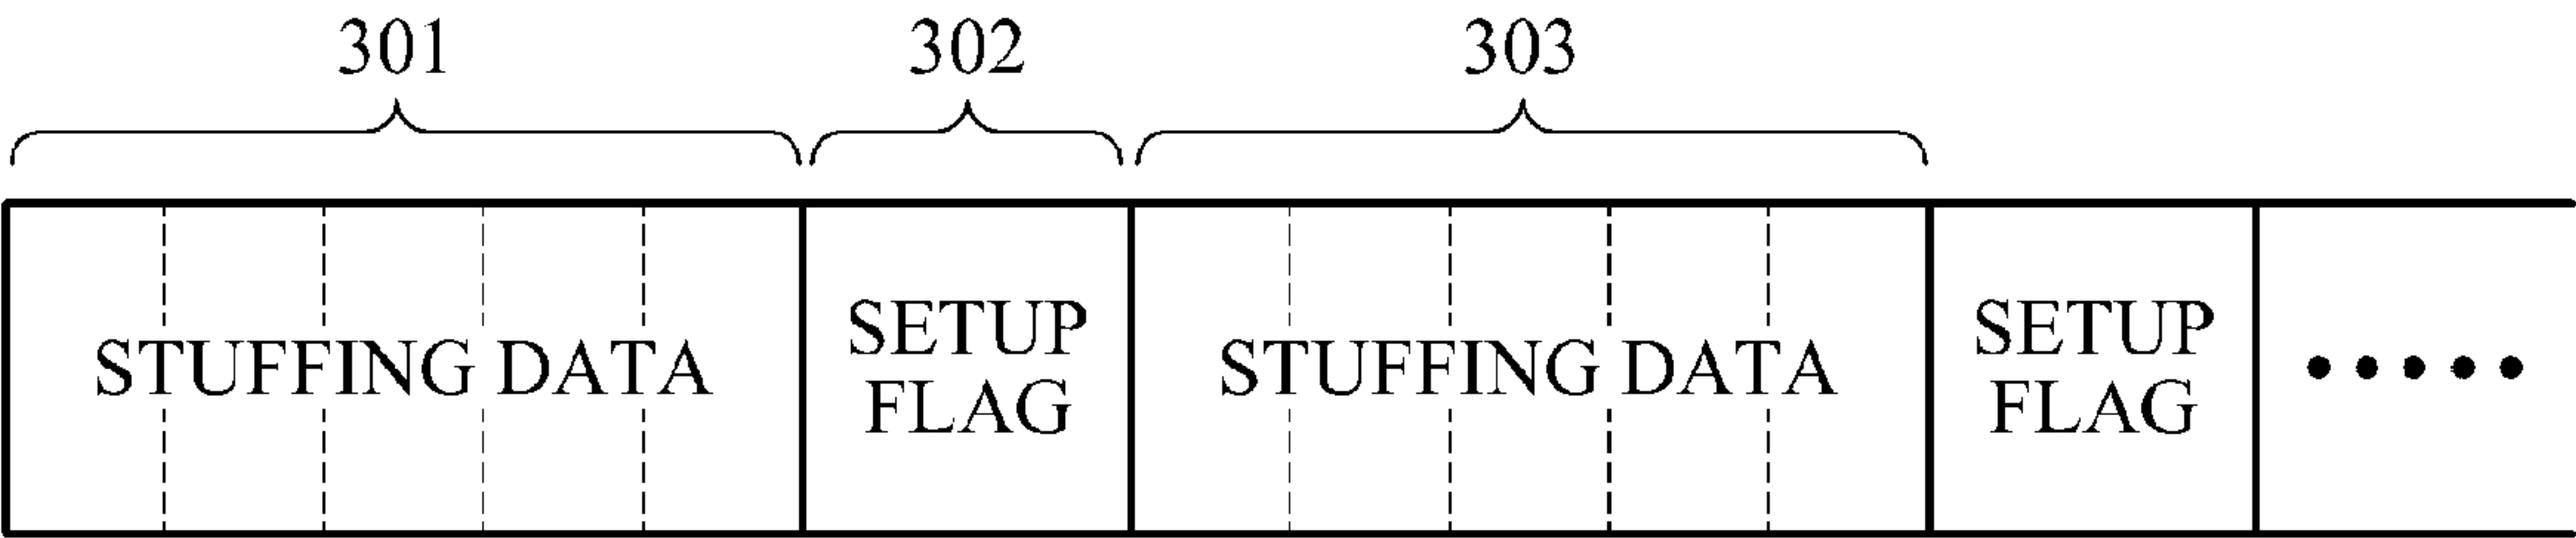 301 302 303
STUFFING DATA
SETUP
FLAG
STUFFING DATA
SETUP
FLAG